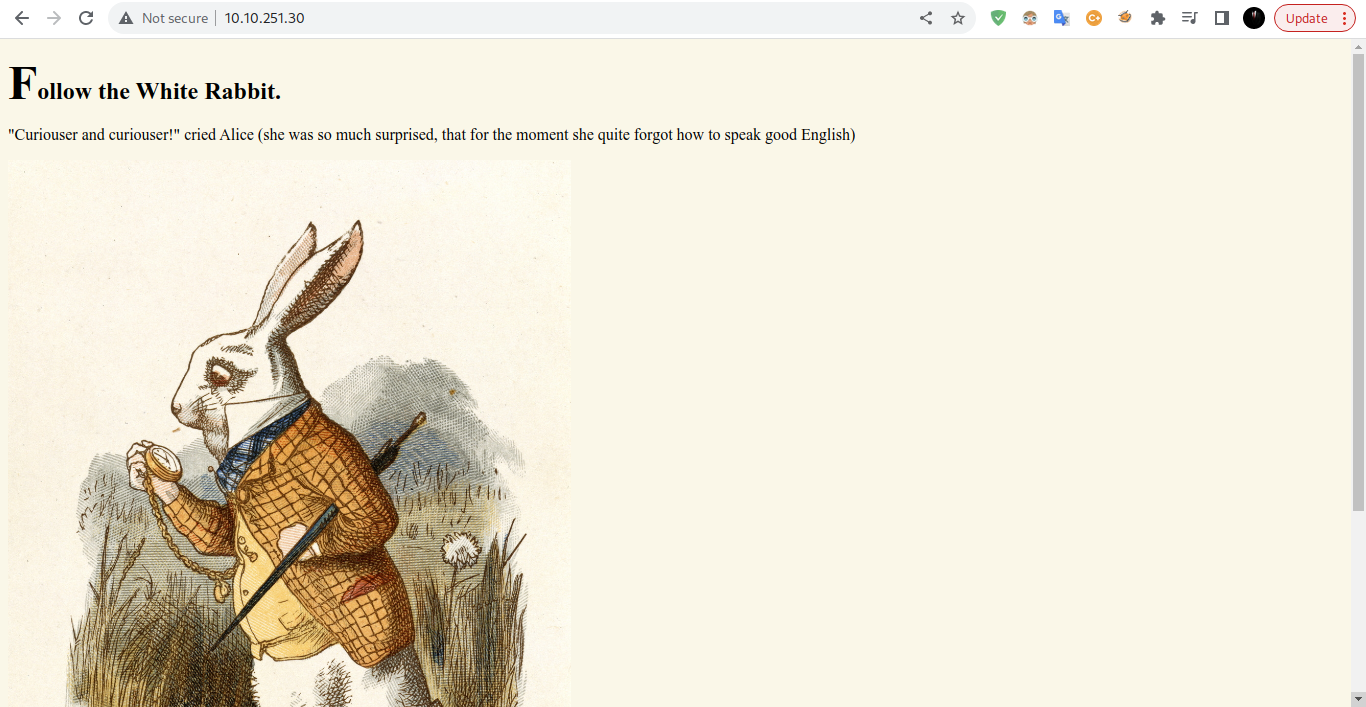 Not secure 10.10.251.30 Update
Follow the White Rabbit.
"Curiouser and curiouser!" cried Alice (she was so much surprised, that for the moment she quite forgot how to speak good English)